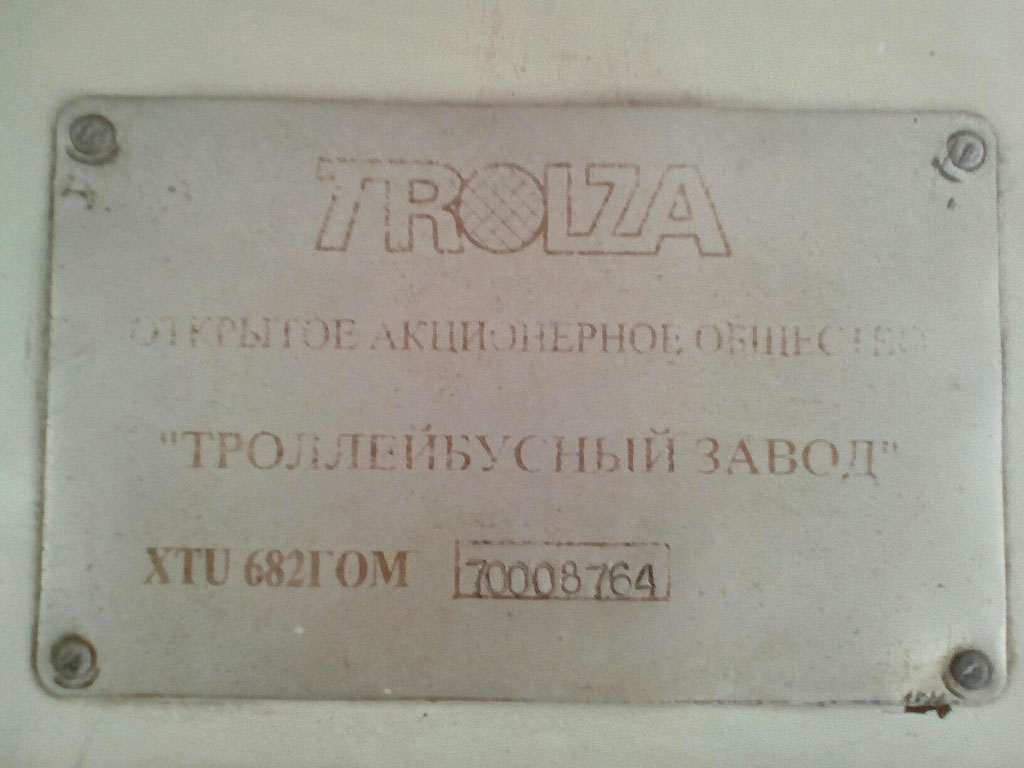 TROLZA
ОТКРЫТОЕ АКЦИОНЕРНОЕ ОБЩЕСТВО
"ТРОЛЛЕЙБУСНЫЙ ЗАВОД"
XTU 682ГОМ 70008764